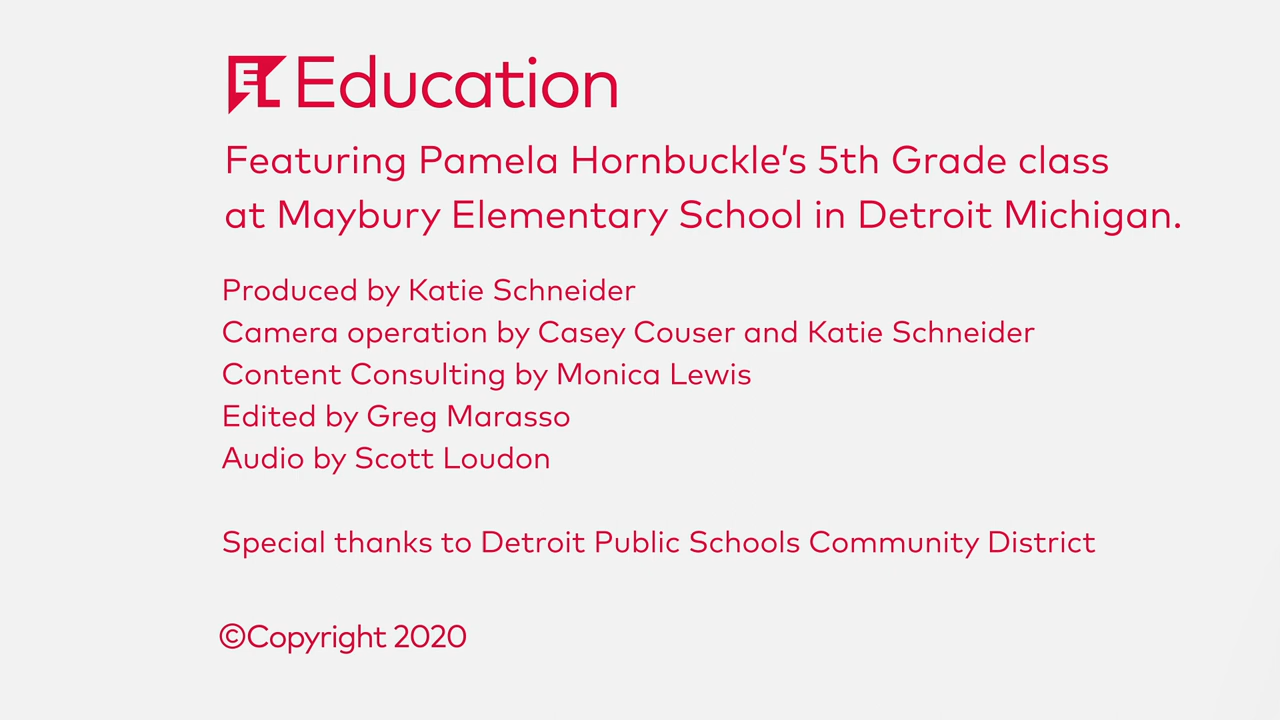 EL Education
Featuring Pamela Hornbuckle’s 5th Grade class
at Maybury Elementary School in Detroit Michigan.
Produced by Katie Schneider
Camera operation by Casey Couser and Katie Schneider
Content Consulting by Monica Lewis
Edited by Greg Marasso
Audio by Scott Loudon
Special thanks to Detroit Public Schools Community District
©Copyright 2020